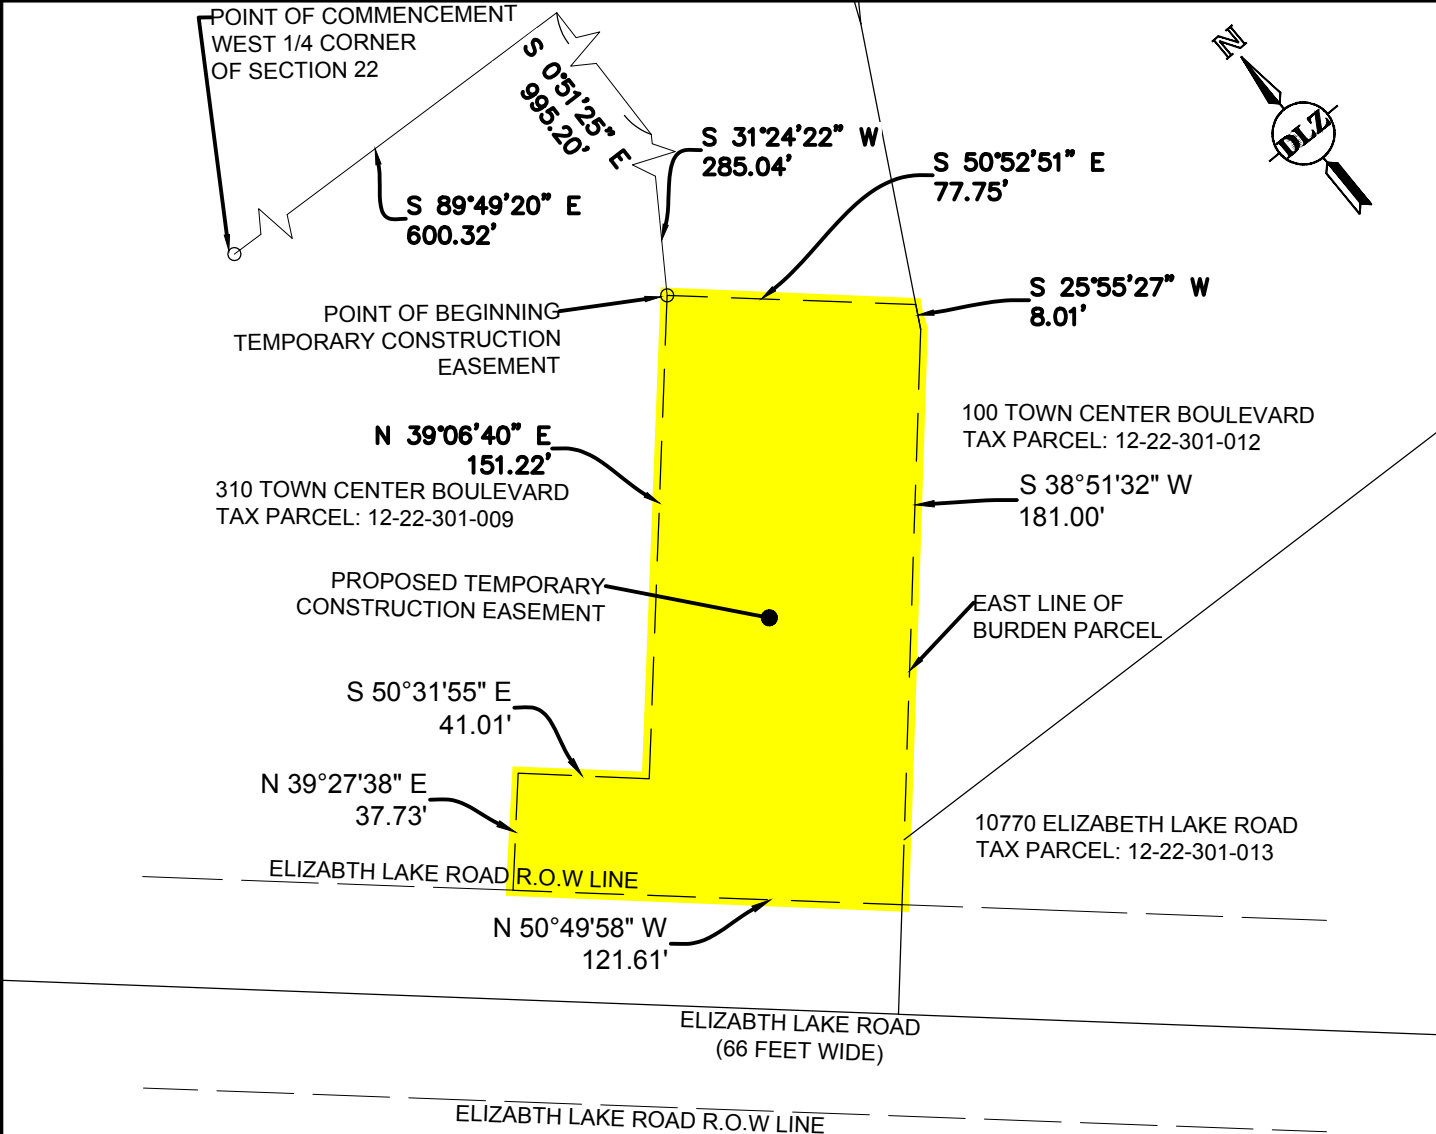 POINT OF COMMENCEMENT
WEST 1/4 CORNER
OF SECTION 22
S 0°51'25" E
995.20'
N
DLZ
S 31°24'22" W
285.04'
S 50°52'51" E
77.75'
S 89°49'20" E
600.32'
S 25°55'27" W
8.01'
POINT OF BEGINNING
TEMPORARY CONSTRUCTION
EASEMENT
100 TOWN CENTER BOULEVARD
TAX PARCEL: 12-22-301-012
N 39°06'40" E
151.22'
310 TOWN CENTER BOULEVARD
TAX PARCEL: 12-22-301-009
S 38°51'32" W
181.00'
PROPOSED TEMPORARY
CONSTRUCTION EASEMENT
EAST LINE OF
BURDEN PARCEL
S 50°31'55" E
41.01'
N 39°27'38" E
37.73'
10770 ELIZABETH LAKE ROAD
TAX PARCEL: 12-22-301-013
ELIZABTH LAKE ROAD R.O.W LINE
N 50°49'58" W
121.61'
ELIZABTH LAKE ROAD
(66 FEET WIDE)
ELIZABTH LAKE ROAD R.O.W LINE